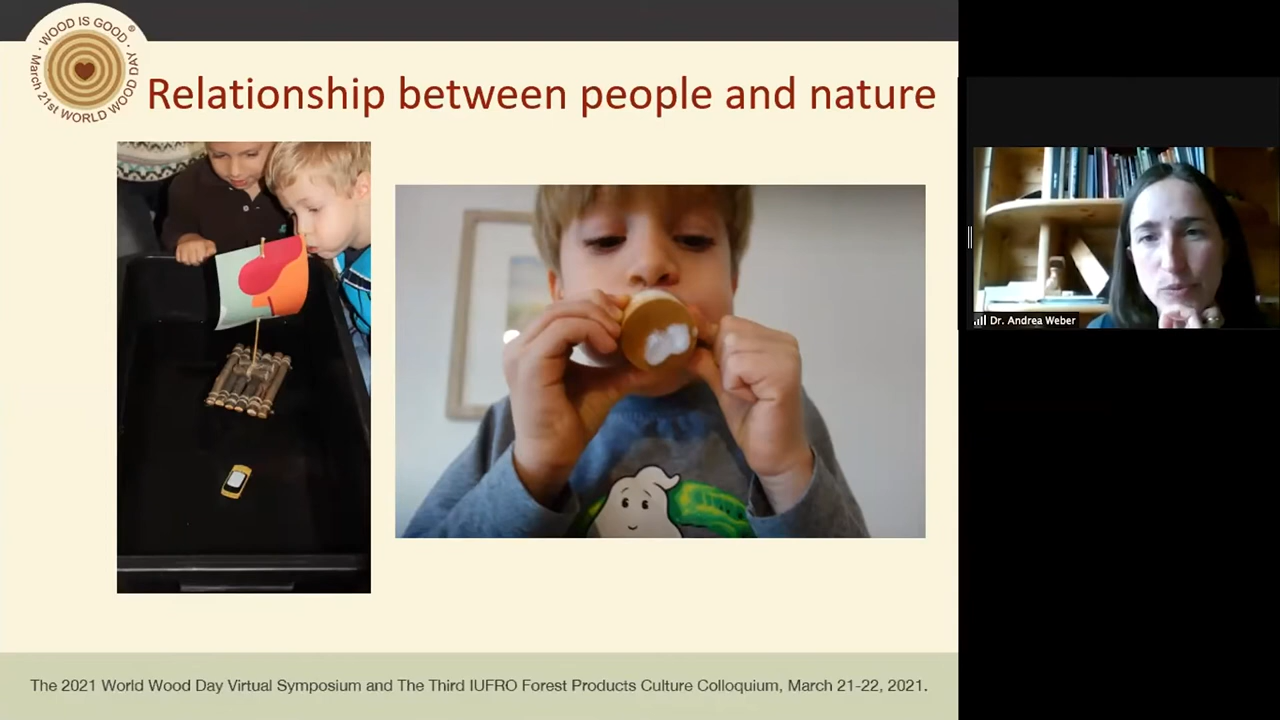 · WOOD IS GOOD ·
®
March 21st WORLD WOOD DAY
Relationship between people and nature
Dr. Andrea Weber
The 2021 World Wood Day Virtual Symposium and The Third IUFRO Forest Products Culture Colloquium, March 21-22, 2021.